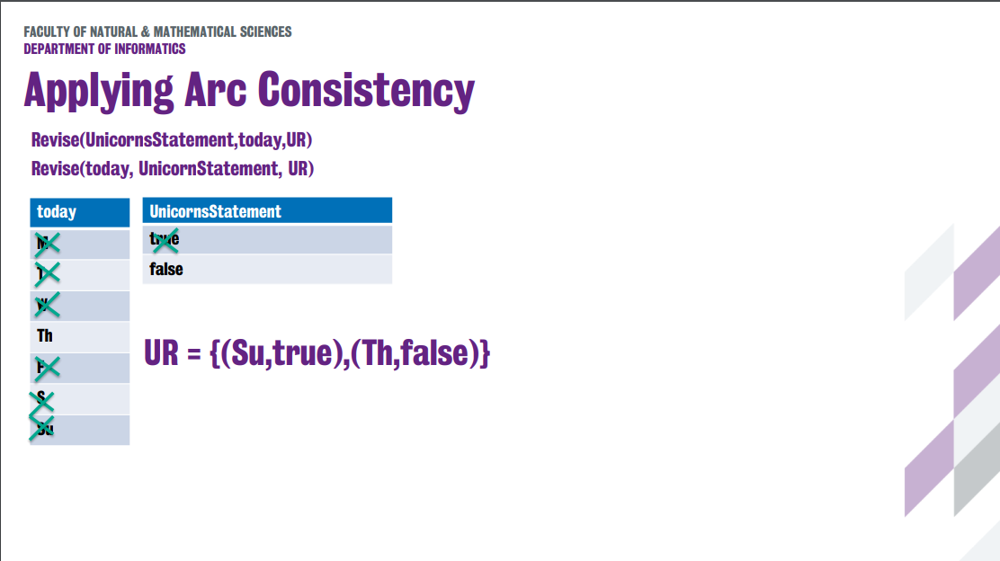 FACULTY OF NATURAL & MATHEMATICAL SCIENCES
DEPARTMENT OF INFORMATICS
Applying Arc Consistency
Revise(UnicornsStatement,today,UR)
Revise(today, UnicornStatement, UR)
today
UnicornsStatement
M
true
T
false
W
Th
UR = {(Su,true),(Th,false)}
F
S
Su